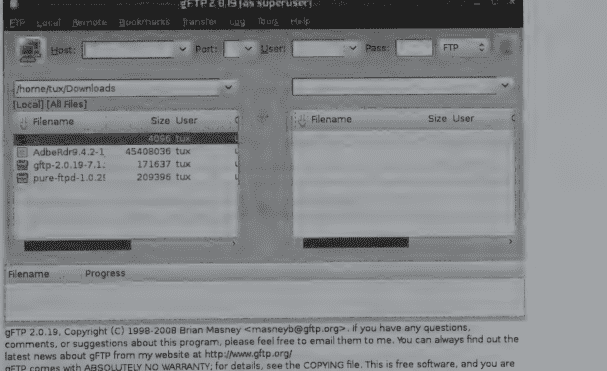 gFTP 2.0.19 [as superuser]
FTP Local Remote Bookmarks Transfer Log Tools Help
Host: Port: User: Pass: FTP
/home/tux/Downloads
[Local] [All Files]
Filename Size User
Filename Size User
4096 tux
AdbeRdr9.4.2-1 45408036 tux
gftp-2.0.19-7.1. 171637 tux
pure-ftpd-1.0.2 209396 tux
Filename Progress
gFTP 2.0.19, Copyright (C) 1998-2008 Brian Masney <masneyb@gftp.org>. If you have any questions,
comments, or suggestions about this program, please feel free to email them to me. You can always find out the
latest news about gFTP from my website at http://www.gftp.org/
gFTP comes with ABSOLUTELY NO WARRANTY; for details, see the COPYING file. This is free software, and you are